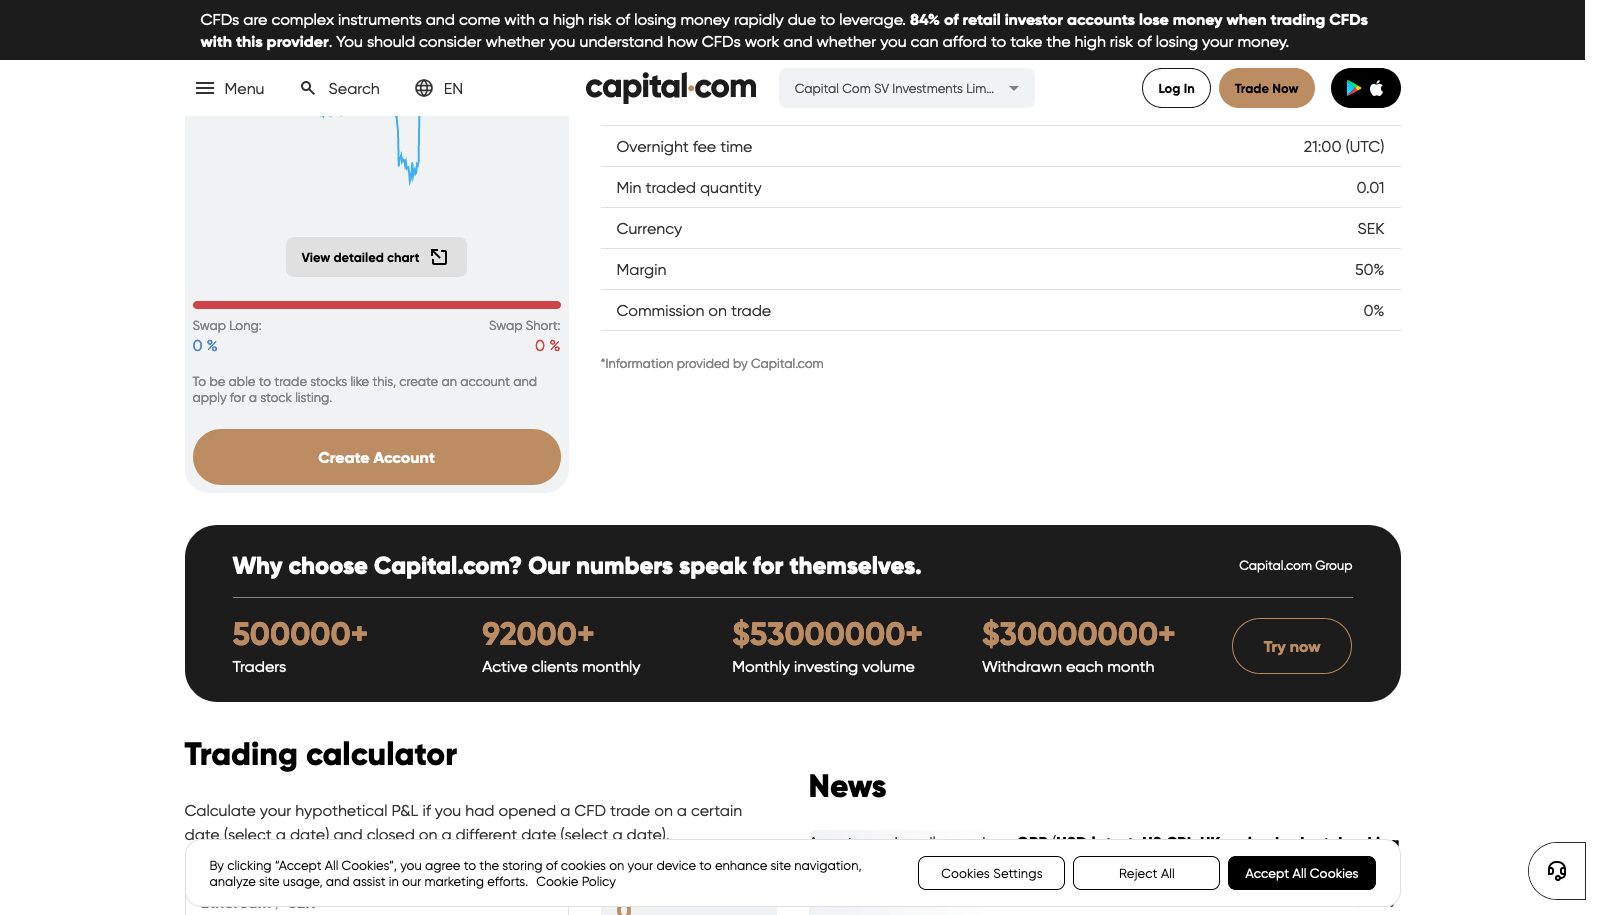 CFDs are complex instruments and come with a high risk of losing money rapidly due to leverage. 84% of retail investor accounts lose money when trading CFDs
with this provider. You should consider whether you understand how CFDs work and whether you can afford to take the high risk of losing your money.
Menu
Search
EN
capital.com
Capital Com SV Investments Lim...
Log In
Trade Now
View detailed chart
Swap Long:
Swap Short:
0 %
0 %
To be able to trade stocks like this, create an account and
apply for a stock listing.
Create Account
Overnight fee time 21:00 (UTC)
Min traded quantity 0.01
Currency SEK
Margin 50%
Commission on trade 0%
*Information provided by Capital.com
Why choose Capital.com? Our numbers speak for themselves.
Capital.com Group
500000+
Traders
92000+
Active clients monthly
$53000000+
Monthly investing volume
$30000000+
Withdrawn each month
Try now
Trading calculator
Calculate your hypothetical P&L if you had opened a CFD trade on a certain
date (select a date) and closed on a different date (select a date).
News
By clicking “Accept All Cookies”, you agree to the storing of cookies on your device to enhance site navigation,
analyze site usage, and assist in our marketing efforts. Cookie Policy
Cookies Settings
Reject All
Accept All Cookies